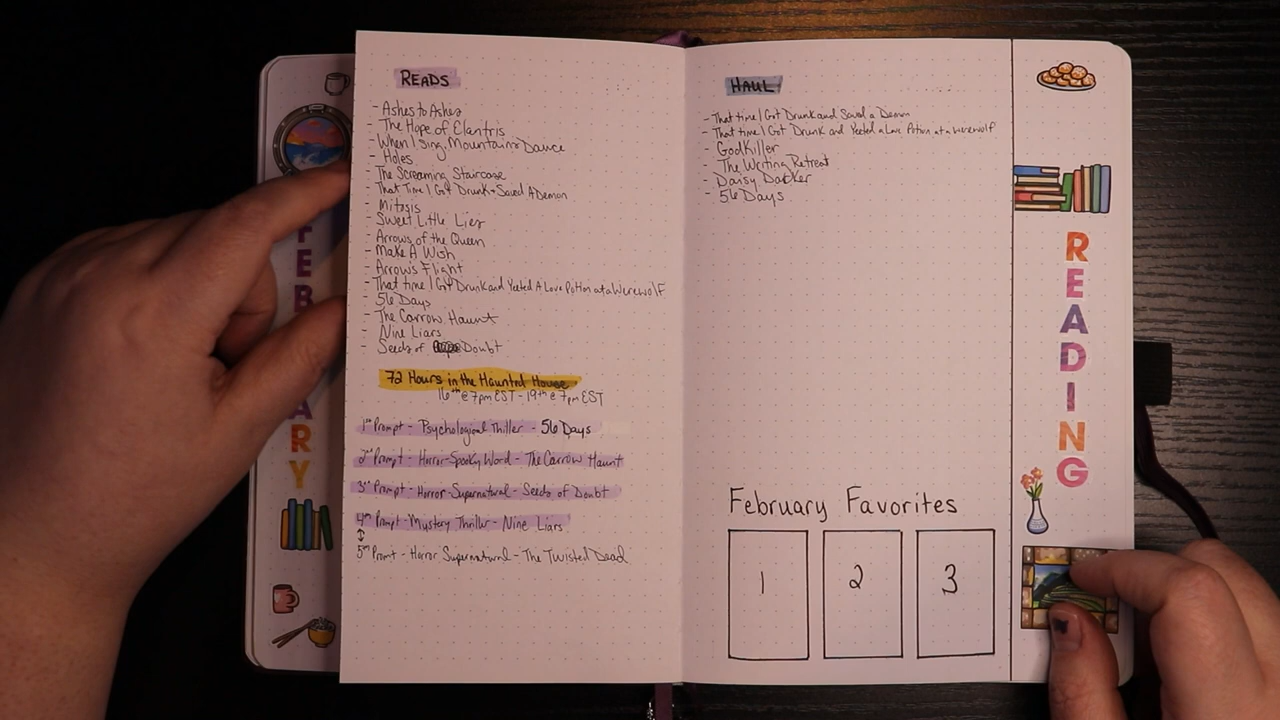 READS
- Ashes to Ashes
- The Hope of Elantris
- When I Sing, Mountains Dance
- Holes
- The Screaming Staircase
- That Time I Got Drunk + Saved A Demon
- Mitosis
- Sweet Little Lies
- Arrows of the Queen
- Make A Wish
- Arrows Flight
- That time I Got Drunk and Yeeted A Love Potion at a Werewolf
- 56 Days
- The Carrow Haunt
- Nine Liars
- Seeds of Doubt
72 Hours in the Haunted House
16th @ 7pm EST - 19th @ 7pm EST
1st Prompt - Psychological Thiller - 56 Days
2nd Prompt - Horror-Spooky Word - The Carrow Haunt
3rd Prompt - Horror Supernatural - Seeds of Doubt
4th Prompt - Mystery Thriller - Nine Liars
5th Promt - Horror Supernatural - The Twisted Dead
HAUL
- That time I Got Drunk and Saved a Demon
- That time I Got Drunk and Yeeted a Love Potion at a Werewolf
- GodKiller
- The Writing Retreat
- Daisy Darker
- 56 Days
February Favorites
1 2 3
READING